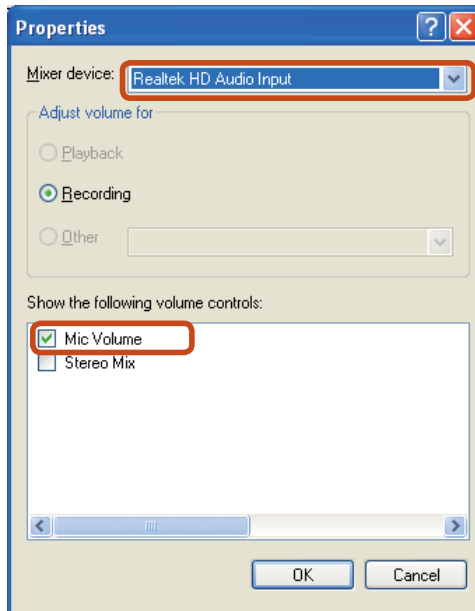 Properties
Mixer device: Realtek HD Audio Input
Adjust volume for
Playback
Recording
Other
Show the following volume controls:
Mic Volume
Stereo Mix
OK Cancel